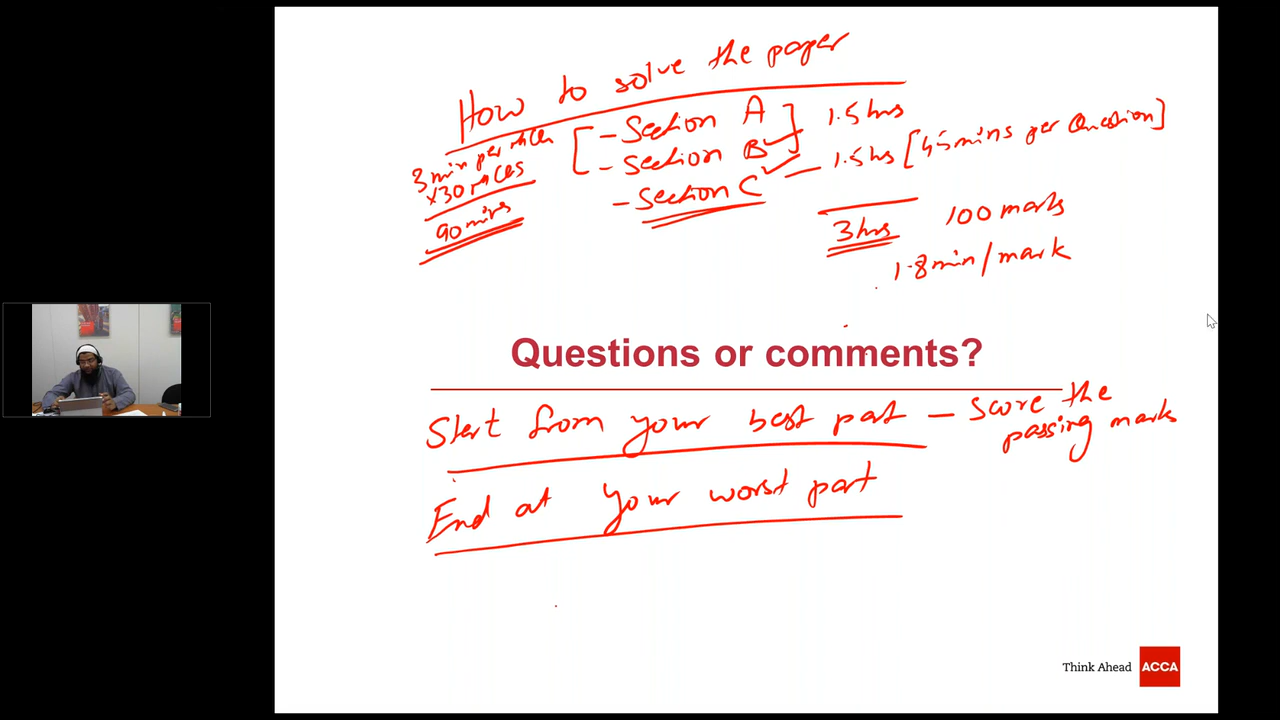 How to solve the paper
3 min per MCQs
x30 MCQs
90 mins
- Section A
- Section B
- Section C
1.5 hrs
1.5 hrs [45 mins per Question]
3 hrs
100 marks
1.8 min/mark
Questions or comments?
Start from your best part — Score the
passing marks
End at your worst part
Think Ahead ACCA